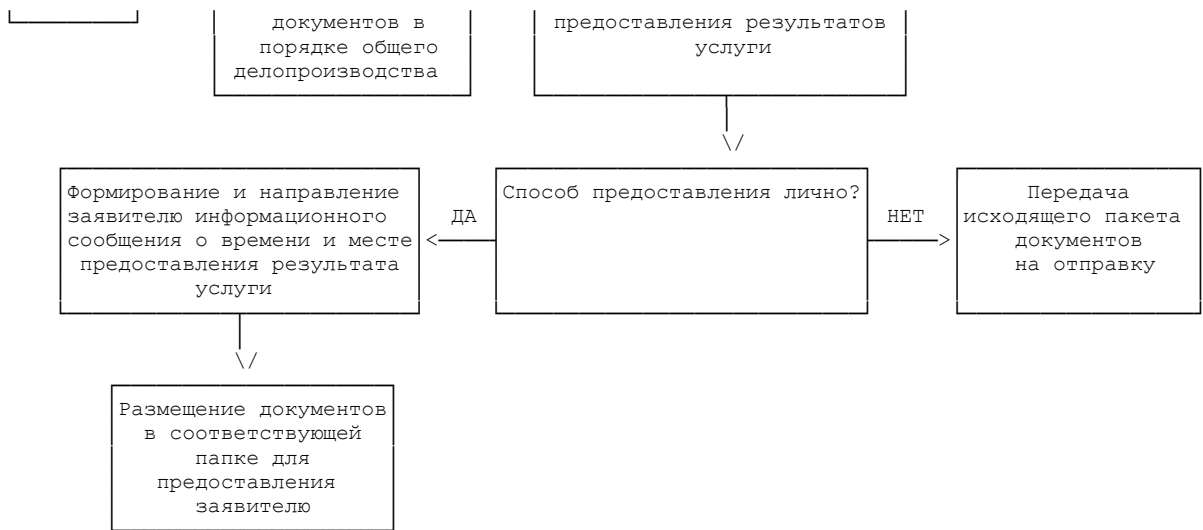 документов в
порядке общего
делопроизводства
предоставления результатов
услуги
\/
Формирование и направление
заявителю информационного
сообщения о времени и месте
предоставления результата
услуги
ДА
<
Способ предоставления лично?
НЕТ
>
Передача
исходящего пакета
документов
на отправку
\/
Размещение документов
в соответствующей
папке для
предоставления
заявителю